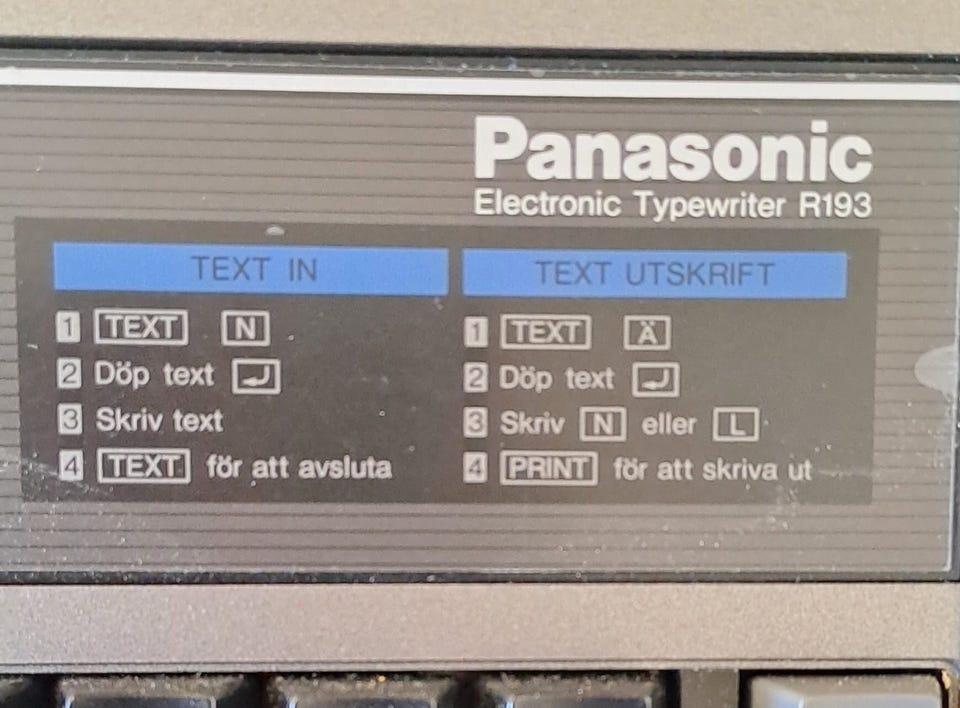 Panasonic
Electronic Typewriter R193
TEXT IN
1 TEXT N
2 Döp text ↵
3 Skriv text
4 TEXT för att avsluta
TEXT UTSKRIFT
1 TEXT Ä
2 Döp text ↵
3 Skriv N eller L
4 PRINT för att skriva ut